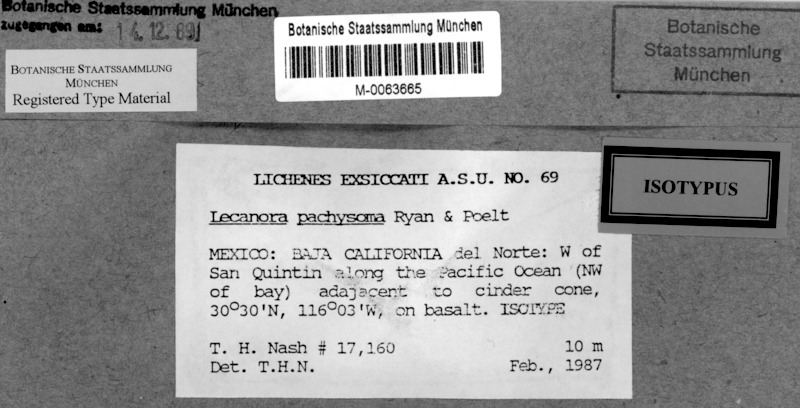 Botanische Staatssammlung München
zugegangen am: 14.12.89
BOTANISCHE STAATSSAMMLUNG
MÜNCHEN
Registered Type Material
Botanische Staatssammlung München
M-0063665
Botanische
Staatssammlung
München
ISOTYPUS
LICHENES EXSICCATI A.S.U. NO. 69
Lecanora pachysoma Ryan & Poelt
MEXICO: BAJA CALIFORNIA del Norte: W of
San Quintin along the Pacific Ocean (NW
of bay) adajacent to cinder cone,
30°30'N, 116°03'W, on basalt. ISOTYPE
T. H. Nash # 17,160 10 m
Det. T.H.N. Feb., 1987